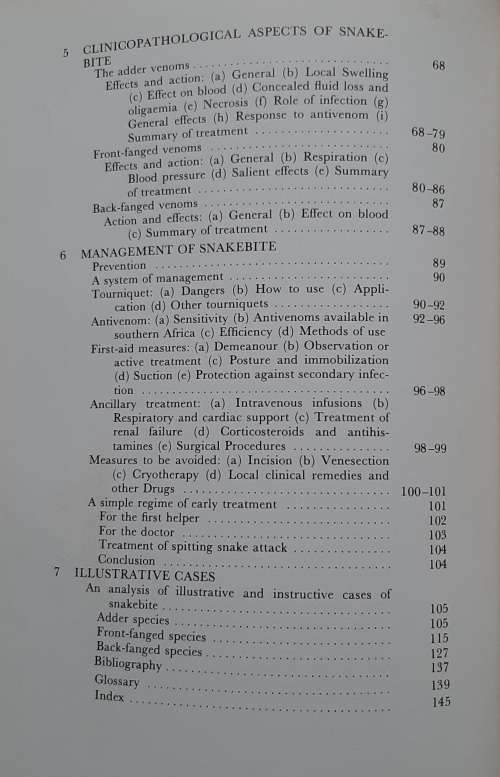 5 CLINICOPATHOLOGICAL ASPECTS OF SNAKE-
BITE
The adder venoms . . . . . . . . . . . . . . . . . . . . . . . . . . . . . . 68
Effects and action: (a) General (b) Local Swelling
(c) Effect on blood (d) Concealed fluid loss and
oligaemia (e) Necrosis (f) Role of infection (g)
General effects (h) Response to antivenom (i)
Summary of treatment . . . . . . . . . . . . . . . . . . . . . 68–79
Front-fanged venoms . . . . . . . . . . . . . . . . . . . . . . . . . . . . 80
Effects and action: (a) General (b) Respiration (c)
Blood pressure (d) Salient effects (e) Summary
of treatment . . . . . . . . . . . . . . . . . . . . . . . . . . . . . . 80–86
Back-fanged venoms . . . . . . . . . . . . . . . . . . . . . . . . . . . . . 87
Action and effects: (a) General (b) Effect on blood
(c) Summary of treatment . . . . . . . . . . . . . . . . . . 87–88
6 MANAGEMENT OF SNAKEBITE
Prevention . . . . . . . . . . . . . . . . . . . . . . . . . . . . . . . . . . . . . 89
A system of management . . . . . . . . . . . . . . . . . . . . . . . . . 90
Tourniquet: (a) Dangers (b) How to use (c) Appli-
cation (d) Other tourniquets . . . . . . . . . . . . . . . . . . 90–92
Antivenom: (a) Sensitivity (b) Antivenoms available in 92–96
southern Africa (c) Efficiency (d) Methods of use
First-aid measures: (a) Demeanour (b) Observation or
active treatment (c) Posture and immobilization
(d) Suction (e) Protection against secondary infec-
tion . . . . . . . . . . . . . . . . . . . . . . . . . . . . . . . . . . . . . . . 96–98
Ancillary treatment: (a) Intravenous infusions (b)
Respiratory and cardiac support (c) Treatment of
renal failure (d) Corticosteroids and antihis-
tamines (e) Surgical Procedures . . . . . . . . . . . . . . . 98–99
Measures to be avoided: (a) Incision (b) Venesection
(c) Cryotherapy (d) Local clinical remedies and
other Drugs . . . . . . . . . . . . . . . . . . . . . . . . . . . . . . . . 100–101
A simple regime of early treatment . . . . . . . . . . . . . . . . 101
For the first helper . . . . . . . . . . . . . . . . . . . . . . . . . . . . 102
For the doctor . . . . . . . . . . . . . . . . . . . . . . . . . . . . . . . . 103
Treatment of spitting snake attack . . . . . . . . . . . . . . . 104
Conclusion . . . . . . . . . . . . . . . . . . . . . . . . . . . . . . . . . . . 104
7 ILLUSTRATIVE CASES
An analysis of illustrative and instructive cases of
snakebite . . . . . . . . . . . . . . . . . . . . . . . . . . . . . . . . . . . 105
Adder species . . . . . . . . . . . . . . . . . . . . . . . . . . . . . . . . . 105
Front-fanged species . . . . . . . . . . . . . . . . . . . . . . . . . . . 115
Back-fanged species . . . . . . . . . . . . . . . . . . . . . . . . . . . . 127
Bibliography . . . . . . . . . . . . . . . . . . . . . . . . . . . . . . . . . . 137
Glossary . . . . . . . . . . . . . . . . . . . . . . . . . . . . . . . . . . . . . 139
Index . . . . . . . . . . . . . . . . . . . . . . . . . . . . . . . . . . . . . . . . 145